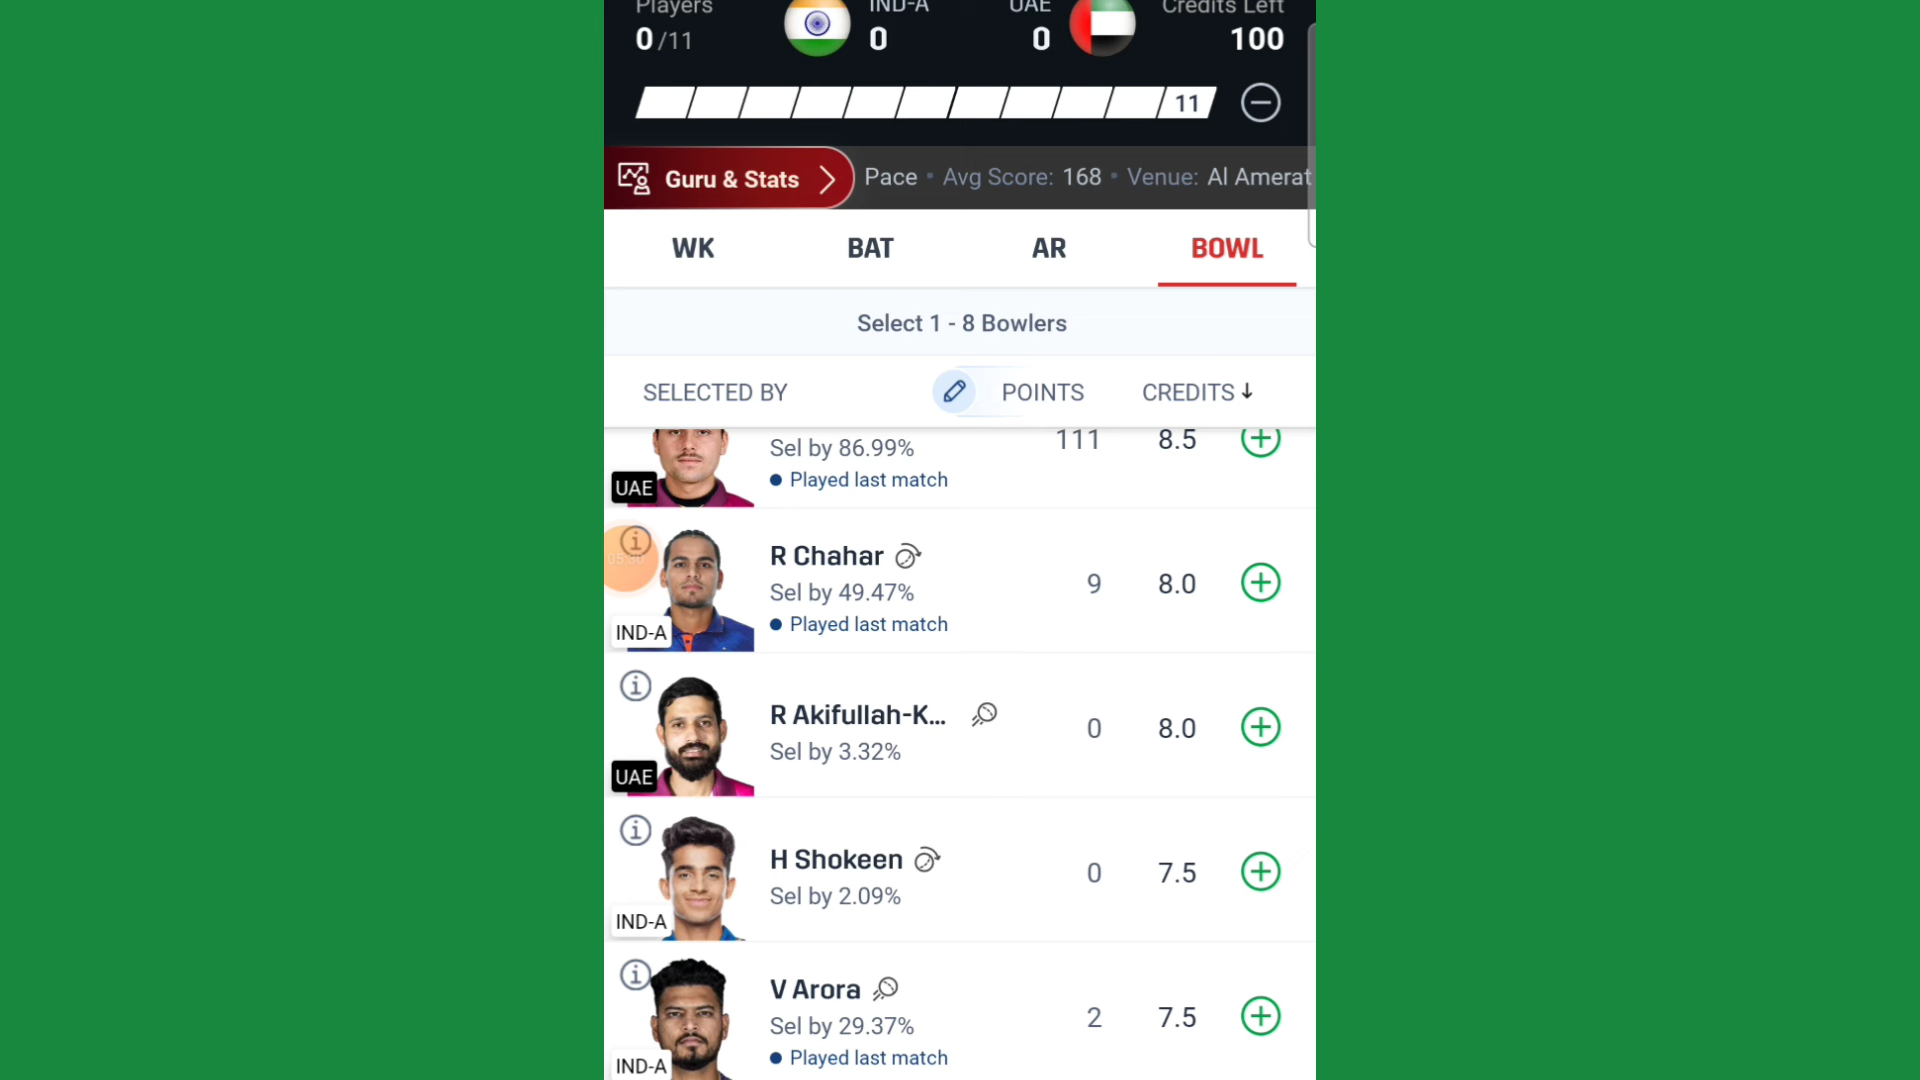 Players IND-A UAE Credits Left
0/11 0 0 100
11
Guru & Stats Pace • Avg Score: 168 • Venue: Al Amerat
WK BAT AR BOWL
Select 1 - 8 Bowlers
SELECTED BY POINTS CREDITS
Sel by 86.99% 111 8.5
Played last match
UAE
R Chahar
Sel by 49.47% 9 8.0
Played last match
IND-A
R Akifullah-K...
Sel by 3.32% 0 8.0
UAE
H Shokeen
Sel by 2.09% 0 7.5
IND-A
V Arora
Sel by 29.37% 2 7.5
Played last match
IND-A